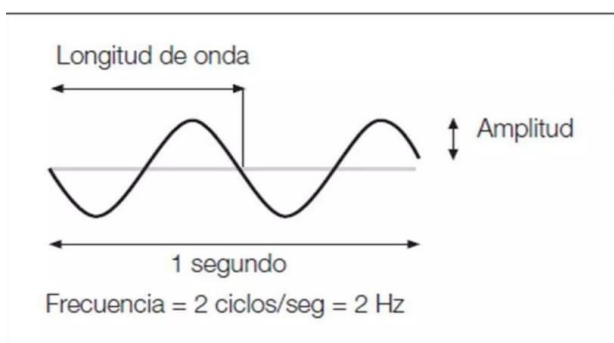 Longitud de onda
Amplitud
1 segundo
Frecuencia = 2 ciclos/seg = 2 Hz